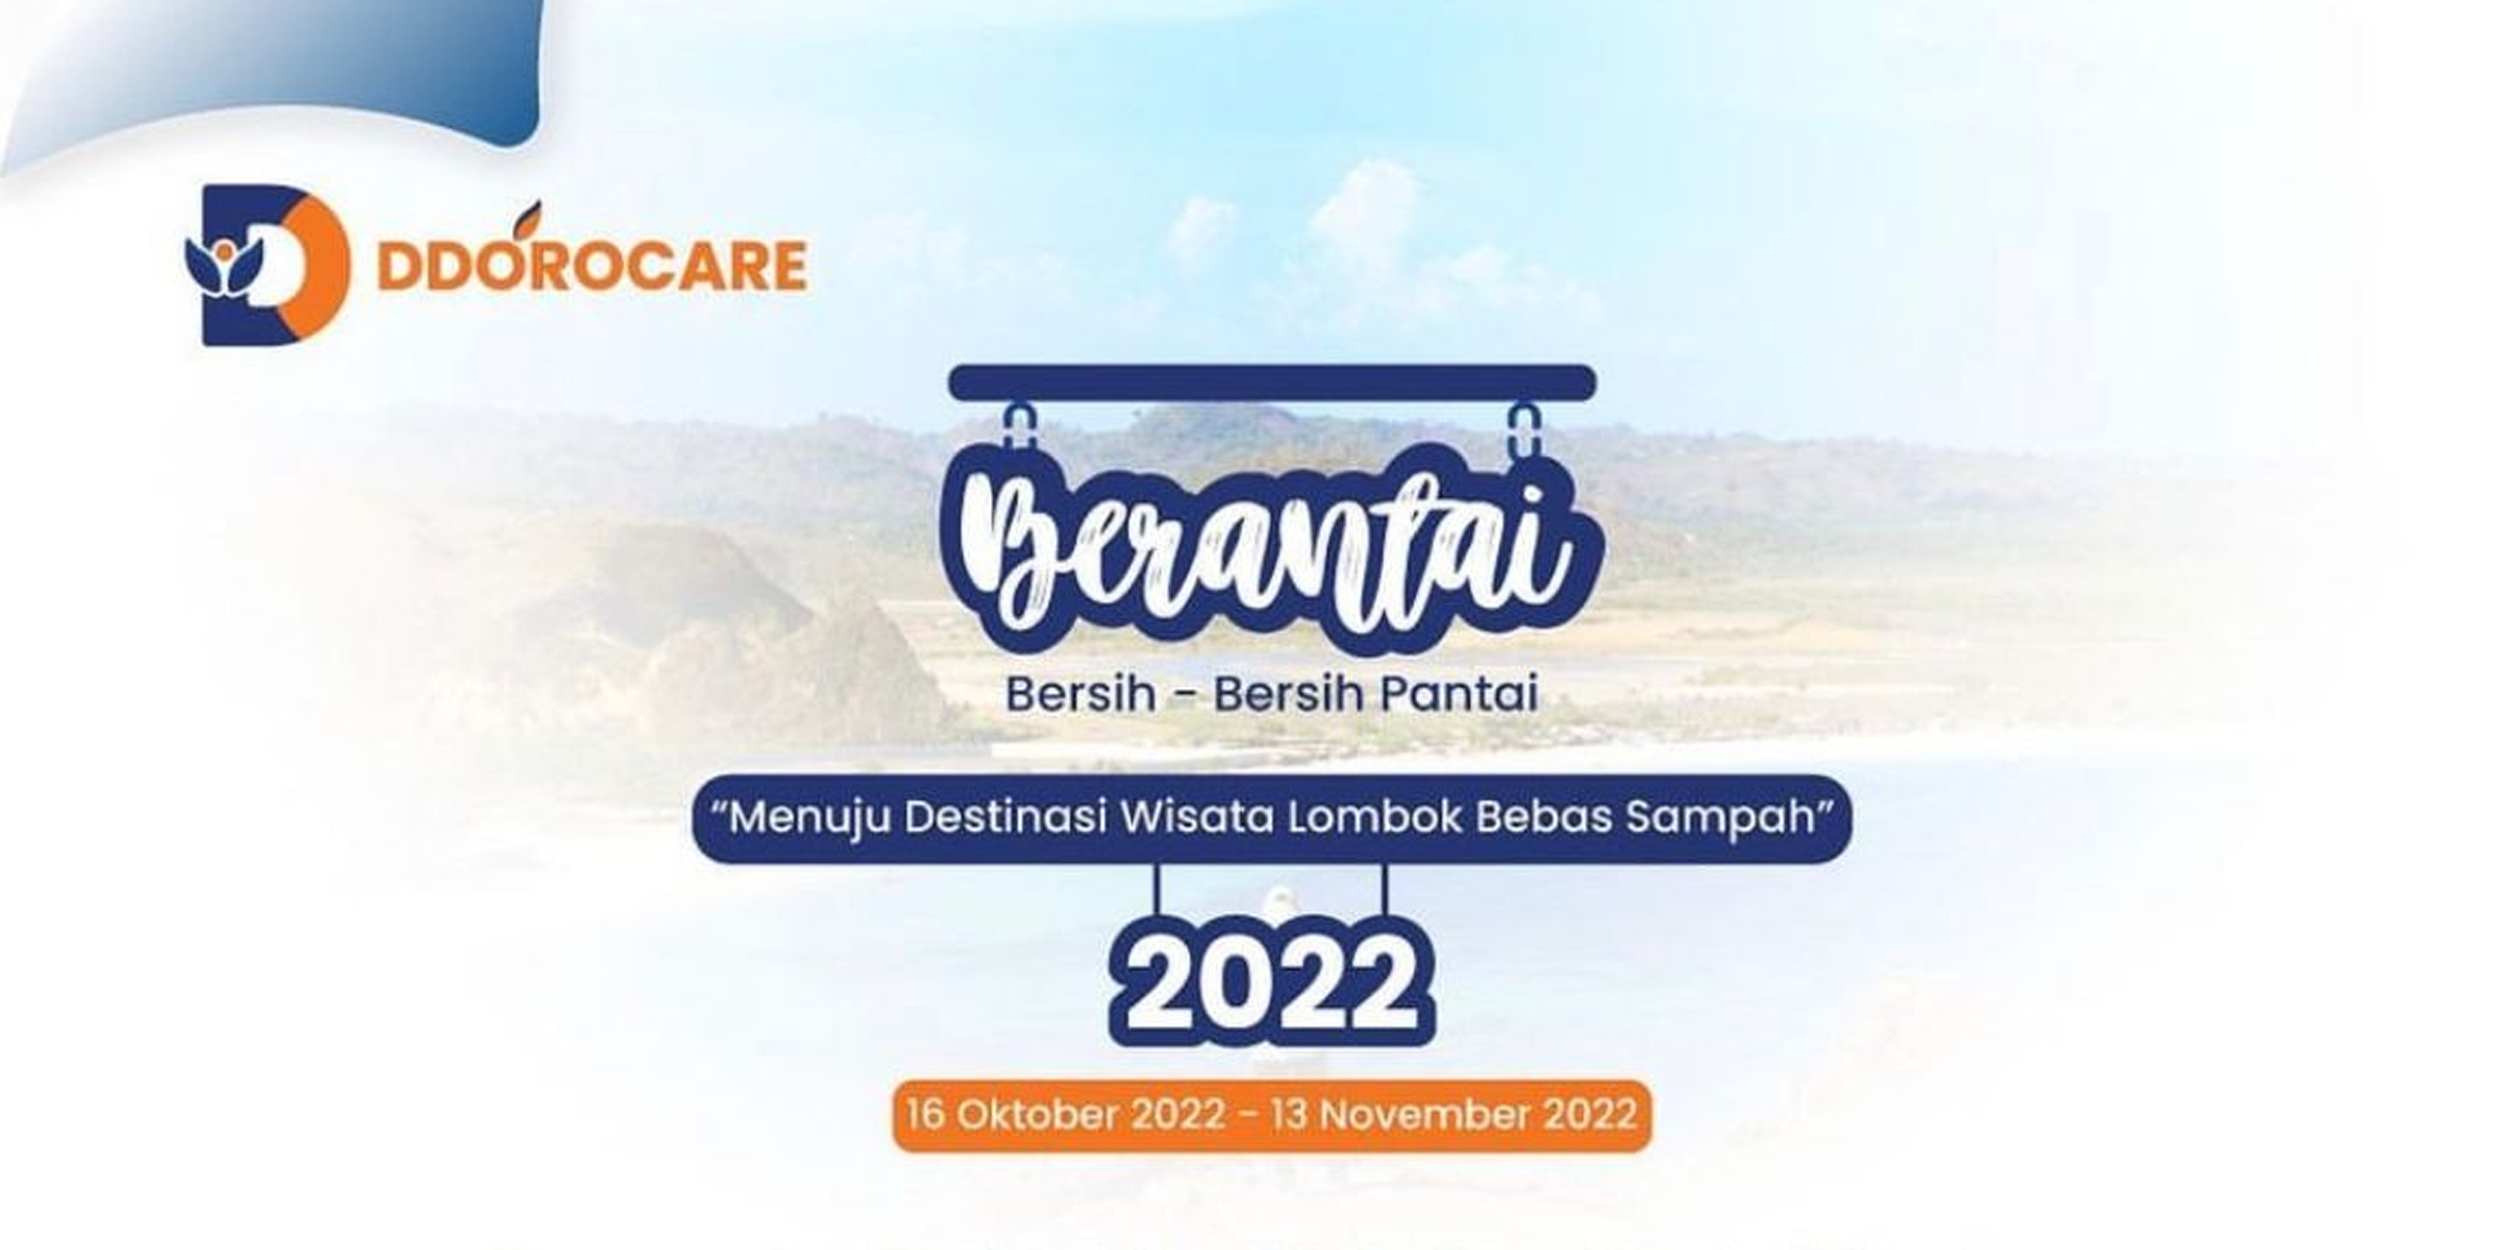 DDOROCARE
Berantai
Bersih - Bersih Pantai
“Menuju Destinasi Wisata Lombok Bebas Sampah”
2022
16 Oktober 2022 - 13 November 2022